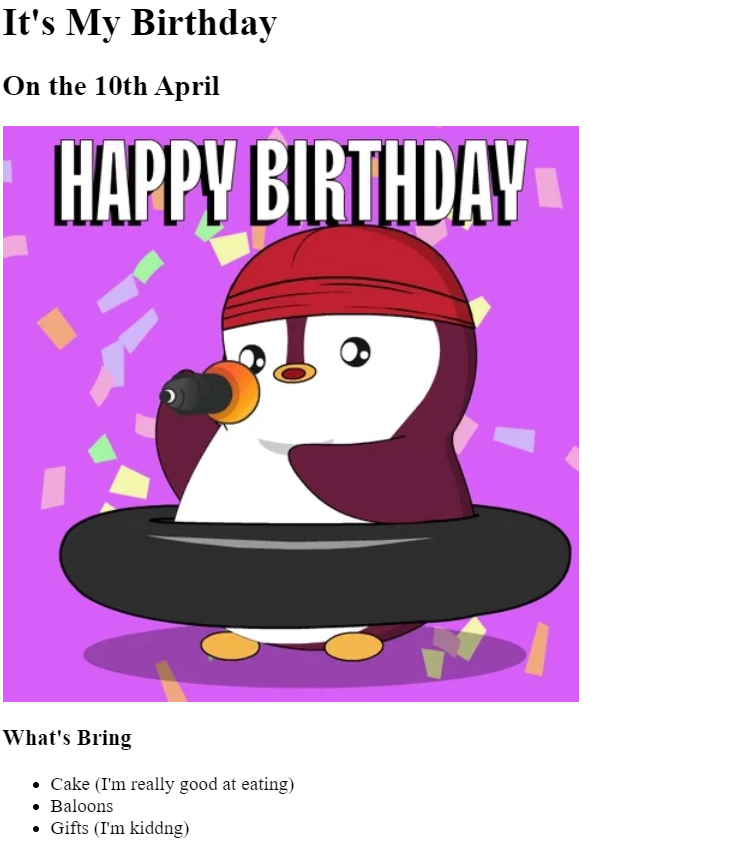 It's My Birthday
On the 10th April
HAPPY BIRTHDAY
What's Bring
Cake (I'm really good at eating)
Baloons
Gifts (I'm kiddng)